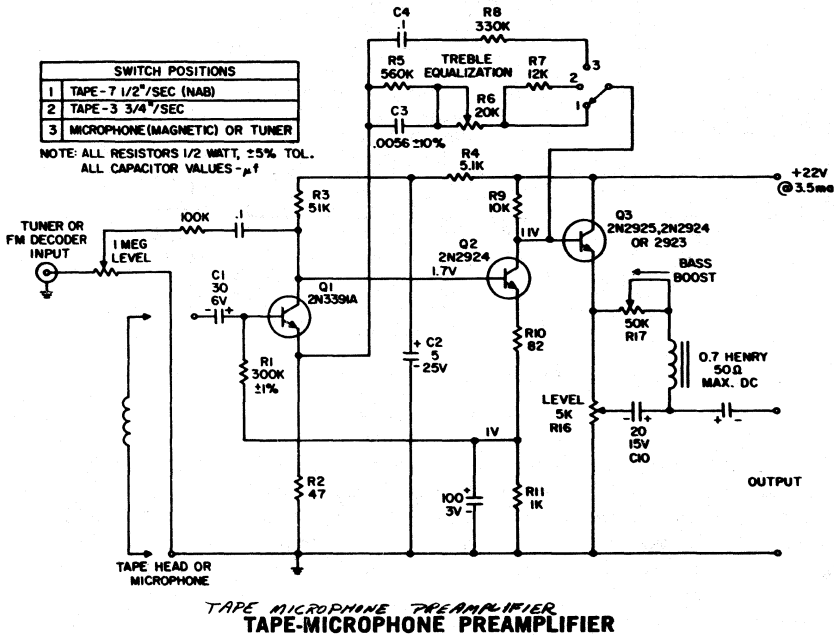 C4
.1
R8
330K
SWITCH POSITIONS
1 TAPE-7 1/2"/SEC (NAB)
2 TAPE-3 3/4"/SEC
3 MICROPHONE(MAGNETIC) OR TUNER
NOTE: ALL RESISTORS 1/2 WATT, ±5% TOL.
ALL CAPACITOR VALUES-μf
R5
560K
TREBLE
EQUALIZATION
R7
12K
3
2
1
C3
.0056 ±10%
R6
20K
R4
5.1K
+22V
@ 3.5ma
R3
51K
R9
10K
100K
.1
TUNER OR
FM DECODER
INPUT
1 MEG
LEVEL
Q3
2N2925, 2N2924
OR 2923
11V
Q2
2N2924
1.7V
C1
30
6V
- +
Q1
2N3391A
BASS
BOOST
50K
R17
R10
82
+ C2
5
- 25V
R1
300K
±1%
0.7 HENRY
50Ω
MAX. DC
LEVEL
5K
R16
- +
20
15V
C10
+ -
1V
R2
47
100 +
3V -
R11
1K
OUTPUT
TAPE HEAD OR
MICROPHONE
TAPE MICROPHONE PREAMPLIFIER
TAPE-MICROPHONE PREAMPLIFIER